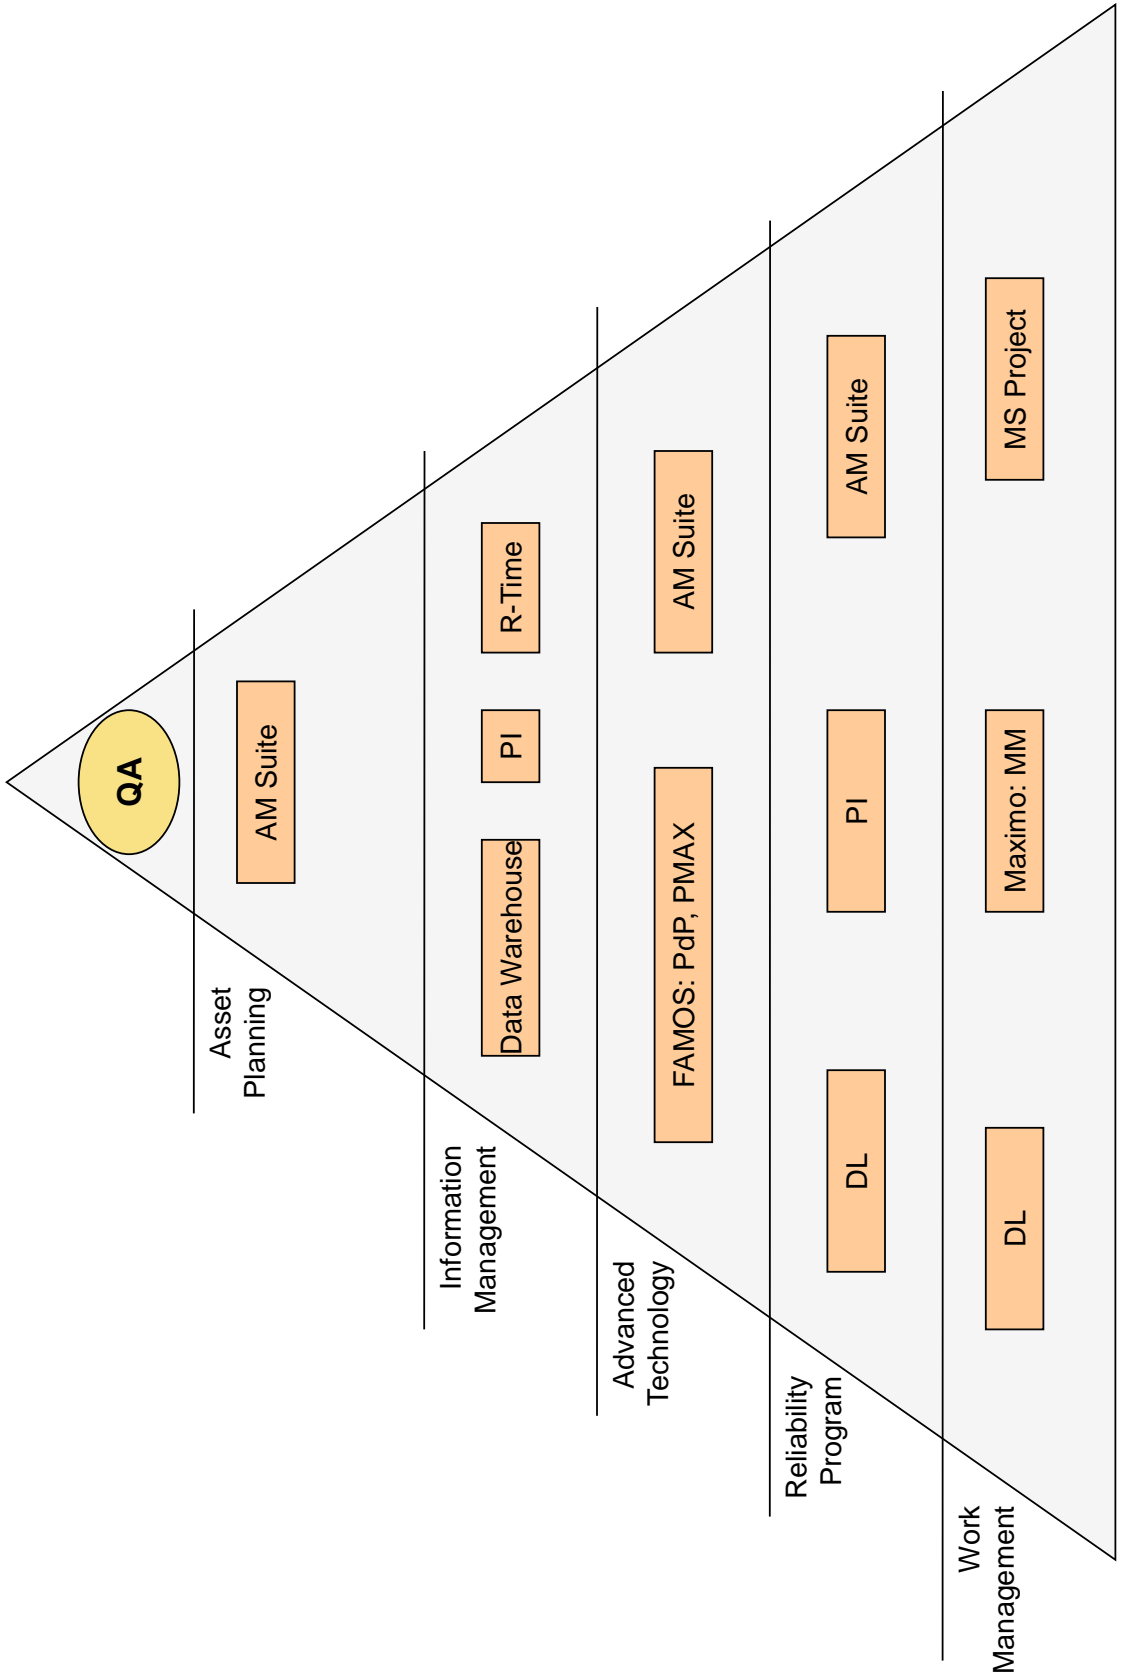 QA
Asset
Planning
AM Suite
Information
Management
Data Warehouse
PI
R-Time
Advanced
Technology
FAMOS: PdP, PMAX
AM Suite
Reliability
Program
DL
PI
AM Suite
Work
Management
DL
Maximo: MM
MS Project